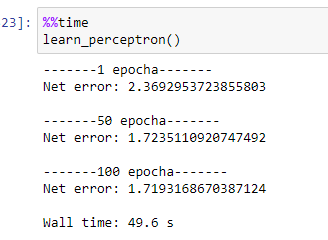 23]: %%time
learn_perceptron()
-------1 epocha-------
Net error: 2.3692953723855803
-------50 epocha-------
Net error: 1.7235110920747492
-------100 epocha-------
Net error: 1.7193168670387124
Wall time: 49.6 s